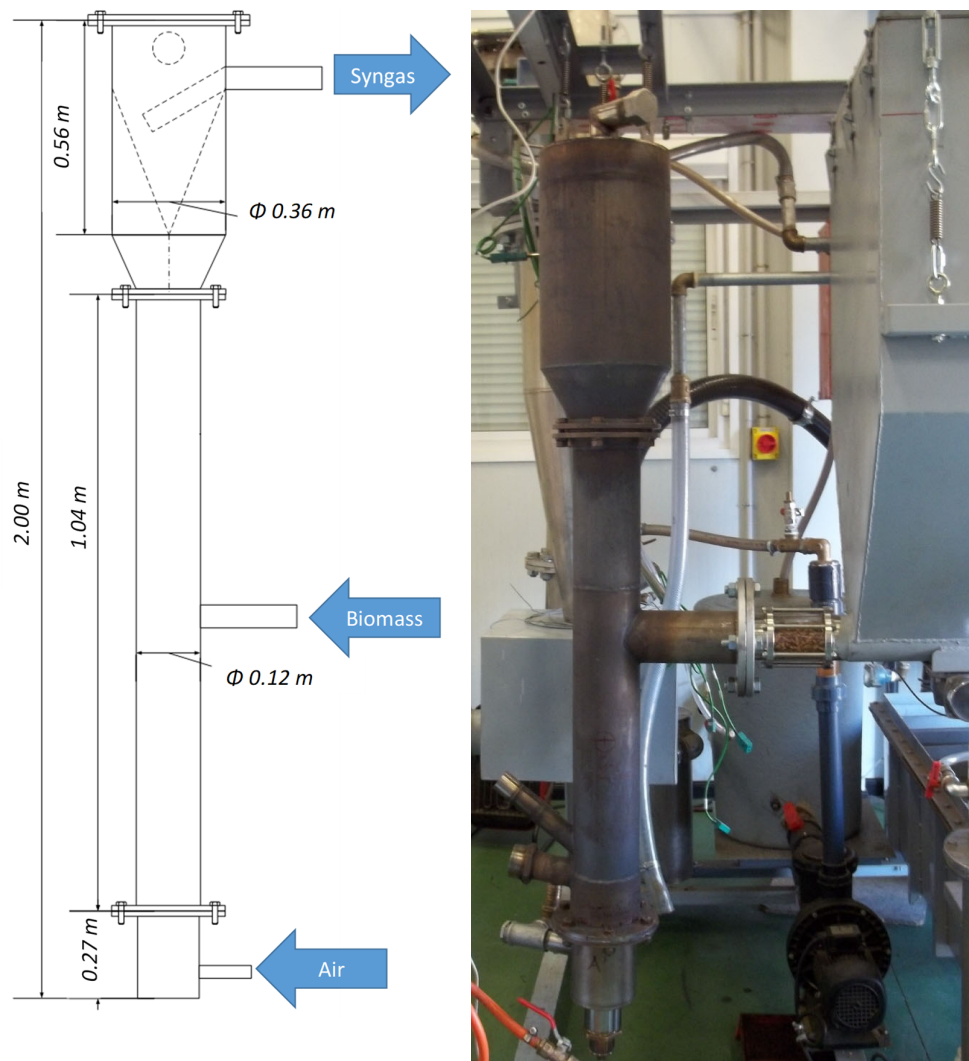 Syngas
0.56 m
Φ 0.36 m
2.00 m
1.04 m
Biomass
Φ 0.12 m
0.27 m
Air